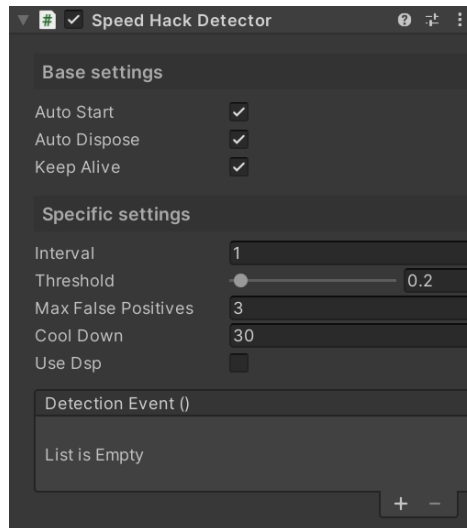 # Speed Hack Detector
Base settings
Auto Start
Auto Dispose
Keep Alive
Specific settings
Interval 1
Threshold 0.2
Max False Positives 3
Cool Down 30
Use Dsp
Detection Event ()
List is Empty
+ −